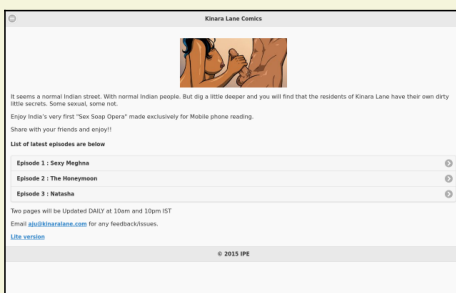 Kinara Lane Comics
It seems a normal Indian street. With normal Indian people. But dig a little deeper and you will find that the residents of Kinara Lane have their own dirty
little secrets. Some sexual, some not.
Enjoy India's very first "Sex Soap Opera" made exclusively for Mobile phone reading.
Share with your friends and enjoy!!
List of latest episodes are below
Episode 1 : Sexy Meghna
Episode 2 : The Honeymoon
Episode 3 : Natasha
Two pages will be Updated DAILY at 10am and 10pm IST
Email aju@kinaralane.com for any feedback/issues.
Lite version
© 2015 IPE